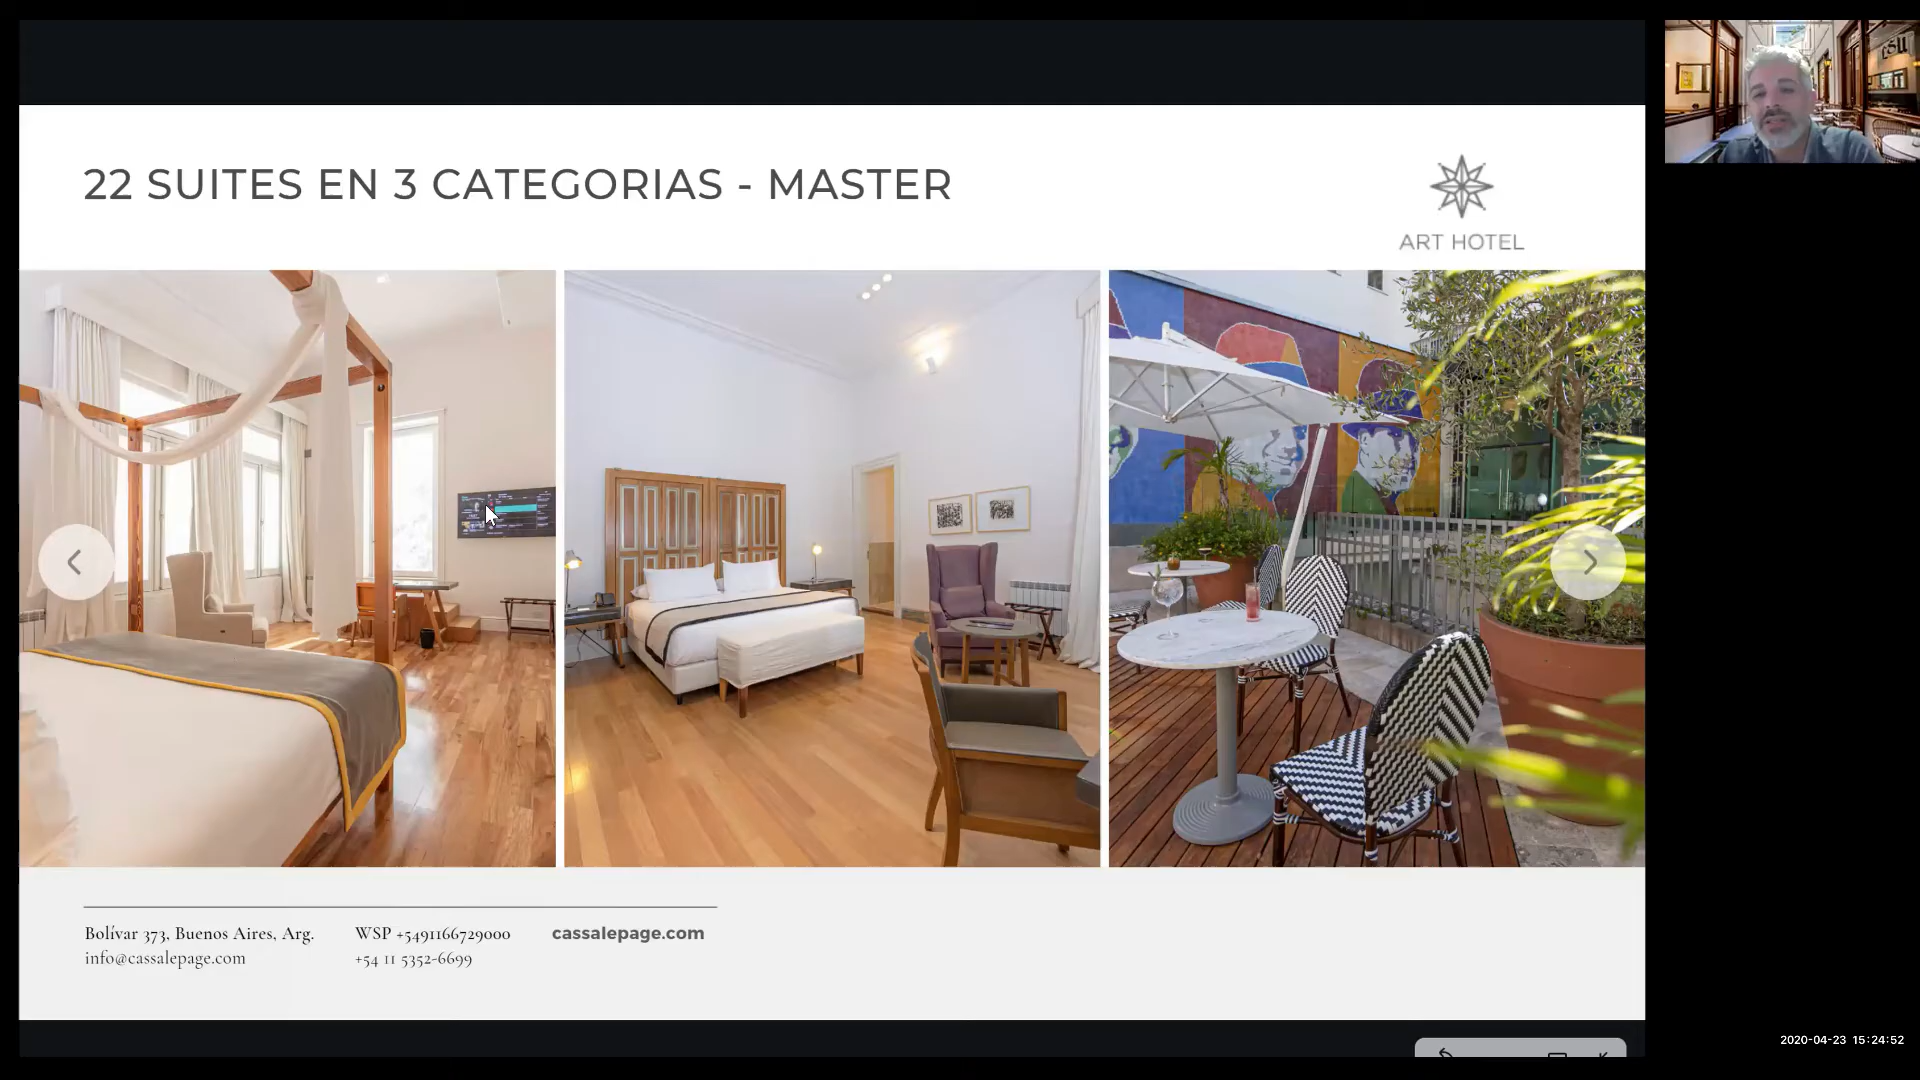 22 SUITES EN 3 CATEGORIAS - MASTER
ART HOTEL
Bolívar 373, Buenos Aires, Arg.
info@cassalepage.com
WSP +5491166729000
+54 11 5352-6699
cassalepage.com
2020-04-23 15:24:52